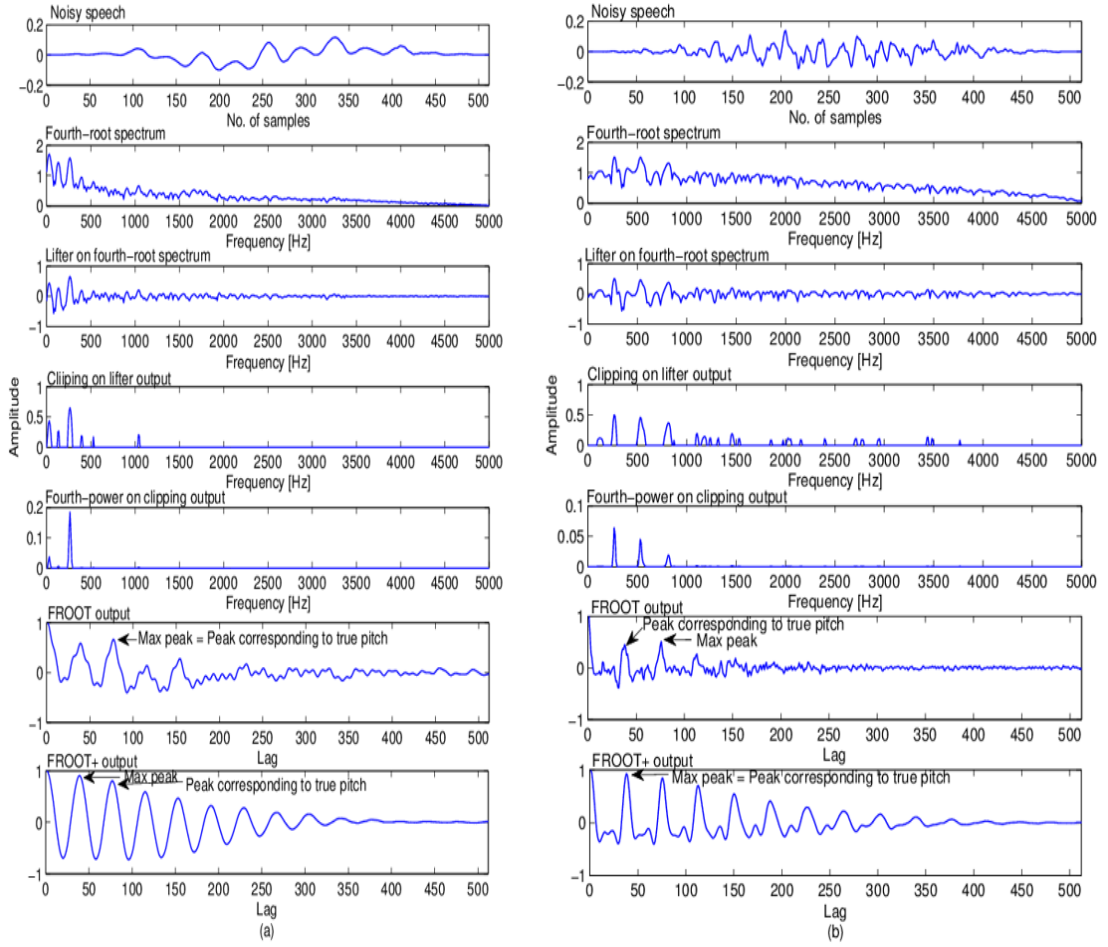 Noisy speech
0.2
0
−0.2
0 50 100 150 200 250 300 350 400 450 500
No. of samples
Fourth−root spectrum
2
1
0
0 500 1000 1500 2000 2500 3000 3500 4000 4500 5000
Frequency [Hz]
Lifter on fourth−root spectrum
1
0
−1
0 500 1000 1500 2000 2500 3000 3500 4000 4500 5000
Frequency [Hz]
Cliping on lifter output
1
0.5
0
0 500 1000 1500 2000 2500 3000 3500 4000 4500 5000
Frequency [Hz]
Amplitude
Fourth−power on clipping output
0.2
0.1
0
0 500 1000 1500 2000 2500 3000 3500 4000 4500 5000
Frequency [Hz]
FROOT output
1
0
−1
Max peak = Peak corresponding to true pitch
0 50 100 150 200 250 300 350 400 450 500
Lag
FROOT+ output
1
0
−1
Max peak
Peak corresponding to true pitch
0 50 100 150 200 250 300 350 400 450 500
Lag
(a)
Noisy speech
0.2
0
−0.2
0 50 100 150 200 250 300 350 400 450 500
No. of samples
Fourth−root spectrum
2
1
0
0 500 1000 1500 2000 2500 3000 3500 4000 4500 5000
Frequency [Hz]
Lifter on fourth−root spectrum
1
0
−1
0 500 1000 1500 2000 2500 3000 3500 4000 4500 5000
Frequency [Hz]
Clipping on lifter output
1
0.5
0
0 500 1000 1500 2000 2500 3000 3500 4000 4500 5000
Frequency [Hz]
Amplitude
Fourth−power on clipping output
0.1
0.05
0
0 500 1000 1500 2000 2500 3000 3500 4000 4500 5000
Frequency [Hz]
FROOT output
1
0
−1
Peak corresponding to true pitch
Max peak
0 50 100 150 200 250 300 350 400 450 500
Lag
FROOT+ output
1
0
−1
Max peak = Peak corresponding to true pitch
0 50 100 150 200 250 300 350 400 450 500
Lag
(b)